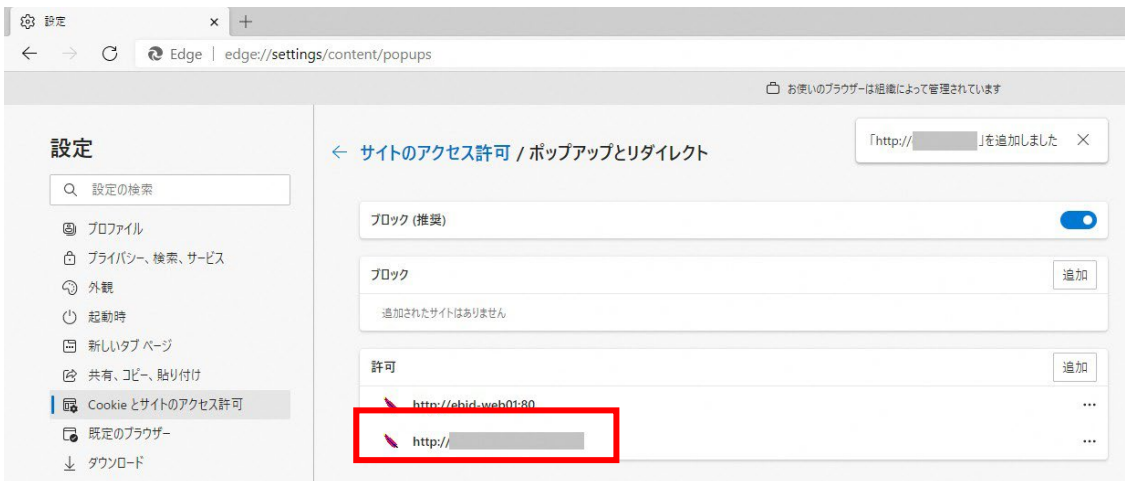 設定
Edge | edge://settings/content/popups
お使いのブラウザーは組織によって管理されています
設定
設定の検索
プロファイル
プライバシー、検索、サービス
外観
起動時
新しいタブ ページ
共有、コピー、貼り付け
Cookie とサイトのアクセス許可
既定のブラウザー
ダウンロード
サイトのアクセス許可 / ポップアップとリダイレクト
「http:// 」を追加しました
ブロック (推奨)
ブロック
追加
追加されたサイトはありません
許可
追加
http://ebid-web01:80
http://